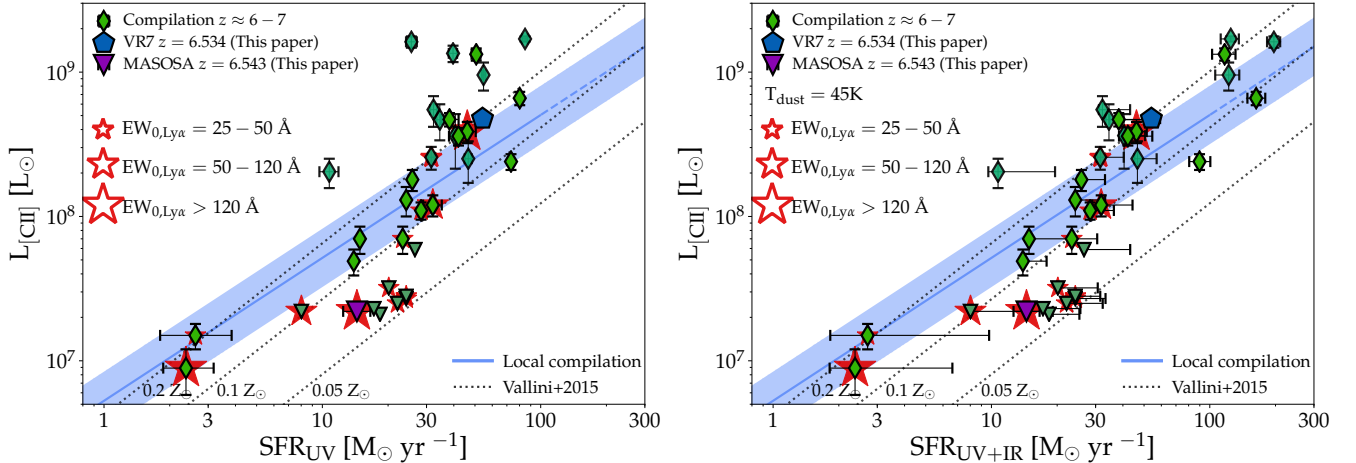 Compilation z ≈ 6 − 7
VR7 z = 6.534 (This paper)
MASOSA z = 6.543 (This paper)
EW0,Lyα = 25 − 50 Å
EW0,Lyα = 50 − 120 Å
EW0,Lyα > 120 Å
10⁹
10⁸
10⁷
L[CII] [L⊙]
0.2 Z⊙
0.1 Z⊙
0.05 Z⊙
Local compilation
Vallini+2015
1 3 10 30 100 300
SFRUV [M⊙ yr −1]
Compilation z ≈ 6 − 7
VR7 z = 6.534 (This paper)
MASOSA z = 6.543 (This paper)
Tdust = 45K
EW0,Lyα = 25 − 50 Å
EW0,Lyα = 50 − 120 Å
EW0,Lyα > 120 Å
10⁹
10⁸
10⁷
L[CII] [L⊙]
0.2 Z⊙
0.1 Z⊙
0.05 Z⊙
Local compilation
Vallini+2015
1 3 10 30 100 300
SFRUV+IR [M⊙ yr −1]